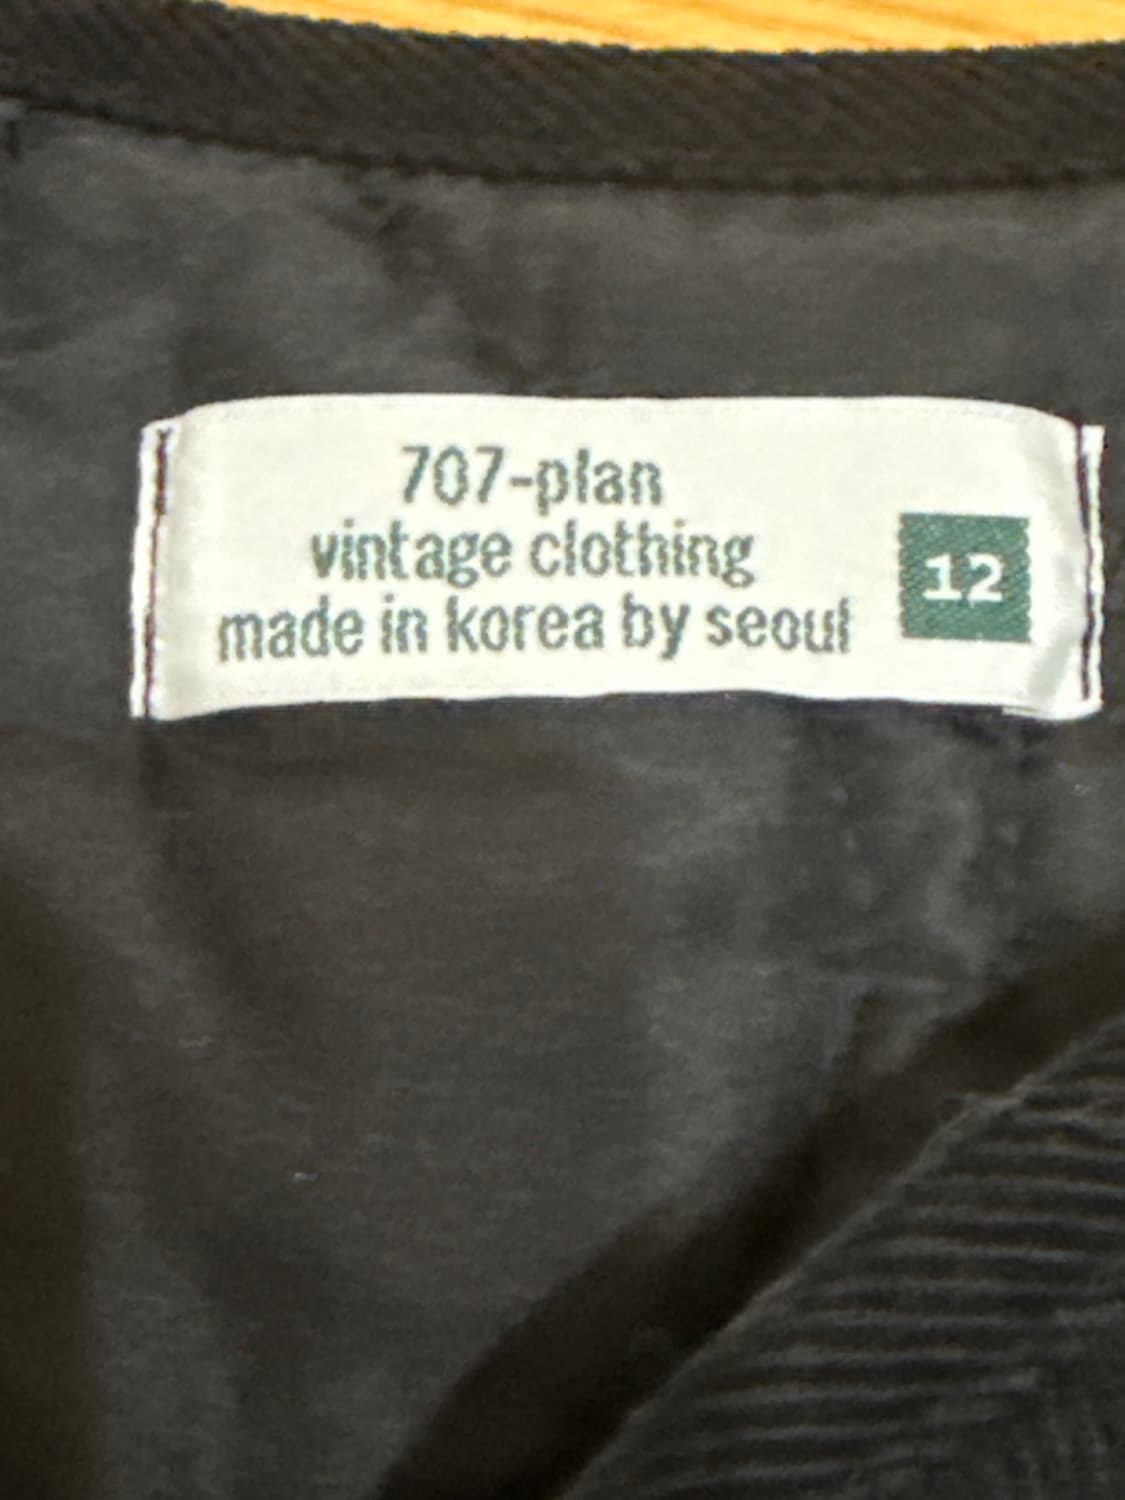 707-plan
vintage clothing
made in korea by seoul
12